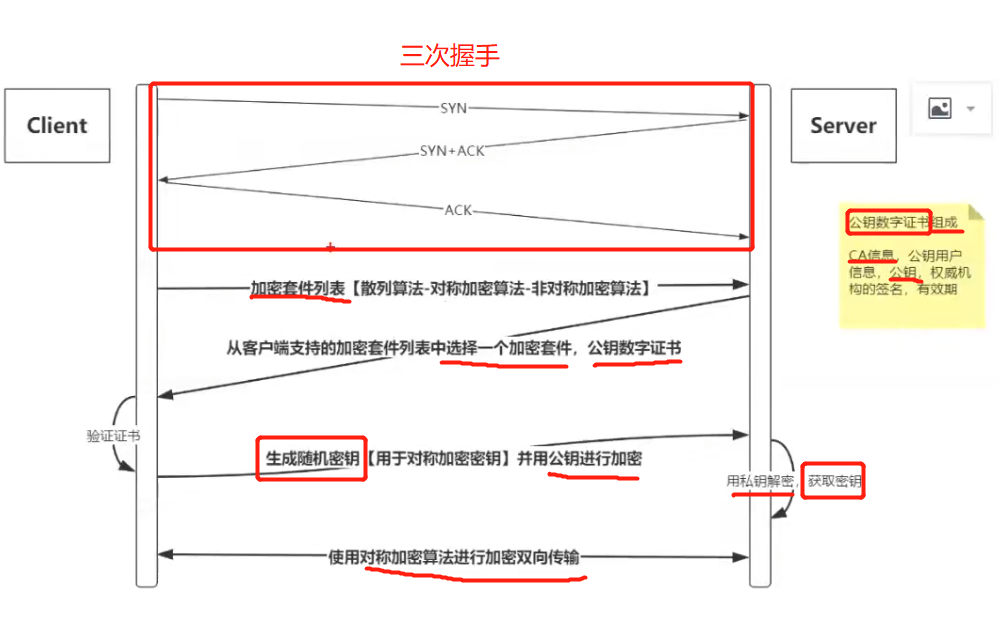 三次握手
Client
Server
SYN
SYN+ACK
ACK
公钥数字证书组成
CA信息，公钥用户
信息，公钥，权威机
构的签名，有效期
加密套件列表【散列算法-对称加密算法-非对称加密算法】
从客户端支持的加密套件列表中选择一个加密套件，公钥数字证书
验证证书
生成随机密钥【用于对称加密密钥】并用公钥进行加密
用私钥解密，获取密钥
使用对称加密算法进行加密双向传输